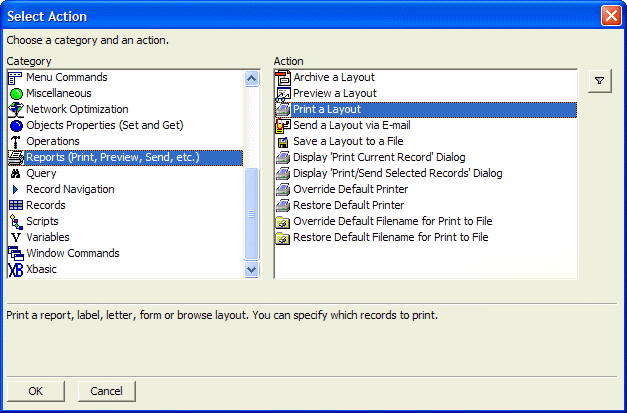 Select Action
Choose a category and an action.
Category
Menu Commands
Miscellaneous
Network Optimization
Objects Properties (Set and Get)
Operations
Reports (Print, Preview, Send, etc.)
Query
Record Navigation
Records
Scripts
Variables
Window Commands
Xbasic
Action
Archive a Layout
Preview a Layout
Print a Layout
Send a Layout via E-mail
Save a Layout to a File
Display 'Print Current Record' Dialog
Display 'Print/Send Selected Records' Dialog
Override Default Printer
Restore Default Printer
Override Default Filename for Print to File
Restore Default Filename for Print to File
Print a report, label, letter, form or browse layout. You can specify which records to print.
OK
Cancel